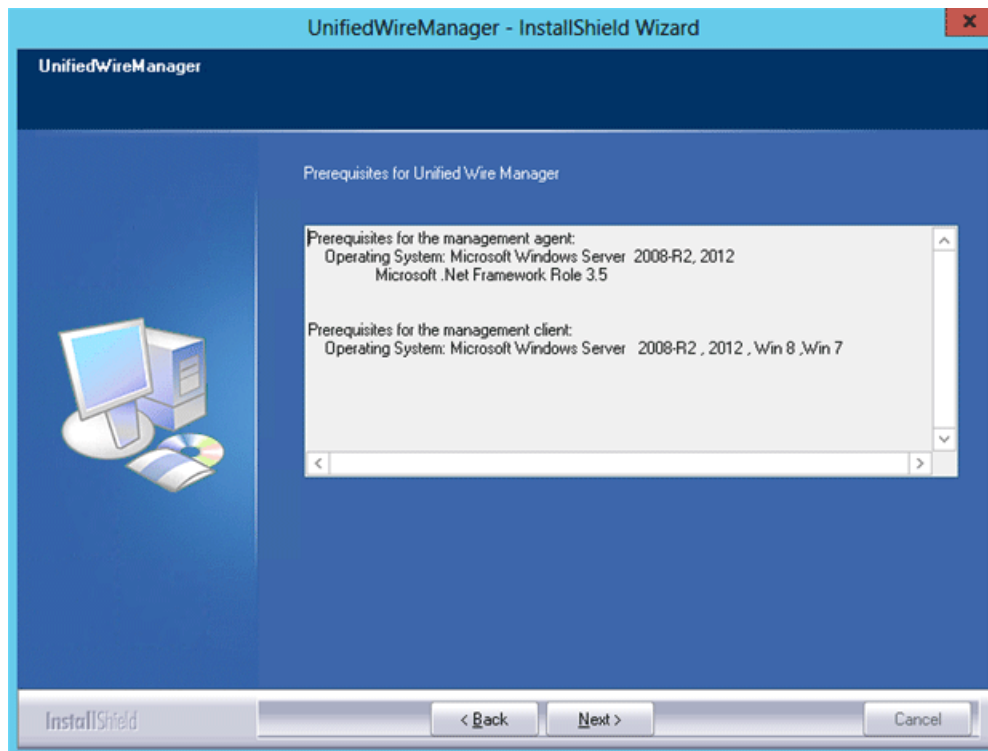 UnifiedWireManager - InstallShield Wizard
x
UnifiedWireManager
Prerequisites for Unified Wire Manager
Prerequisites for the management agent:
Operating System: Microsoft Windows Server 2008-R2, 2012
Microsoft .Net Framework Role 3.5
Prerequisites for the management client:
Operating System: Microsoft Windows Server 2008-R2 , 2012 , Win 8 ,Win 7
InstallShield
< Back
Next >
Cancel